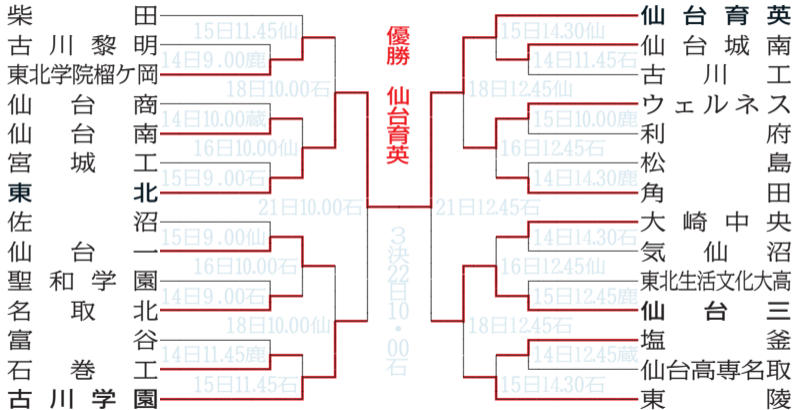 柴田
古川黎明
東北学院榴ケ岡
仙台商
仙台南
宮城工
東北
佐沼
仙台一
聖和学園
名取北
富谷
石巻工
古川学園
15日11.45仙
14日9.00鹿
18日10.00石
14日10.00蔵
16日10.00仙
15日9.00石
21日10.00石
15日9.00仙
16日10.00石
14日9.00石
18日10.00仙
14日11.45鹿
15日11.45石
優勝 仙台育英
3決22日10・00石
15日14.30仙
14日11.45石
18日12.45仙
15日10.00鹿
16日12.45石
14日14.30鹿
21日12.45石
14日14.30石
16日12.45仙
15日12.45鹿
18日12.45石
14日12.45蔵
15日14.30石
仙台育英
仙台城南
古川工
ウェルネス
利府
松島
角田
大崎中央
気仙沼
東北生活文化大高
仙台三
塩釜
仙台高専名取
東陵